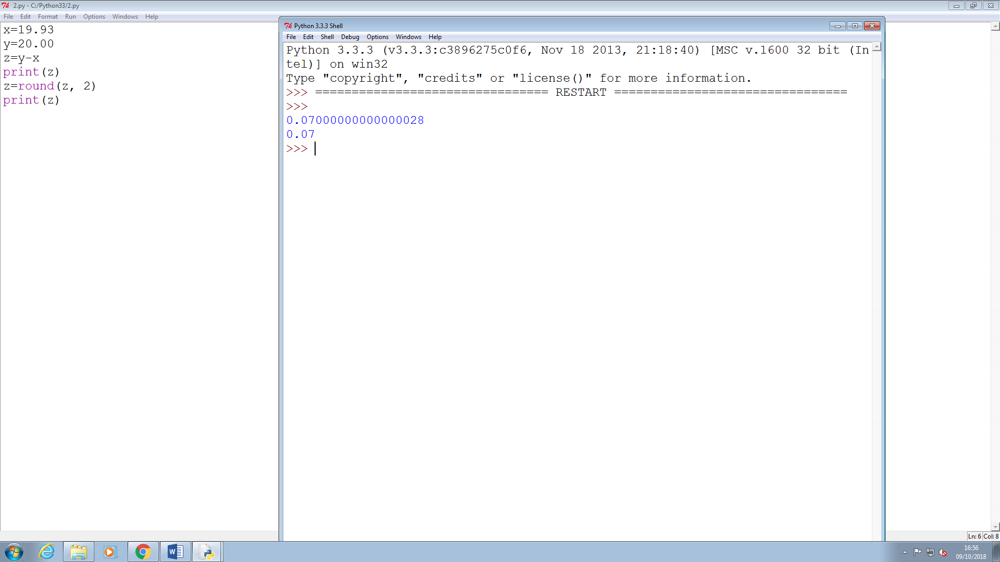 2.py - C:/Python33/2.py
File Edit Format Run Options Windows Help
x=19.93
y=20.00
z=y-x
print(z)
z=round(z, 2)
print(z)
Python 3.3.3 Shell
File Edit Shell Debug Options Windows Help
Python 3.3.3 (v3.3.3:c3896275c0f6, Nov 18 2013, 21:18:40) [MSC v.1600 32 bit (In
tel)] on win32
Type "copyright", "credits" or "license()" for more information.
>>> ================================ RESTART ================================
>>>
0.07000000000000028
0.07
>>>
Ln: 6 Col: 8
16:56
09/10/2018